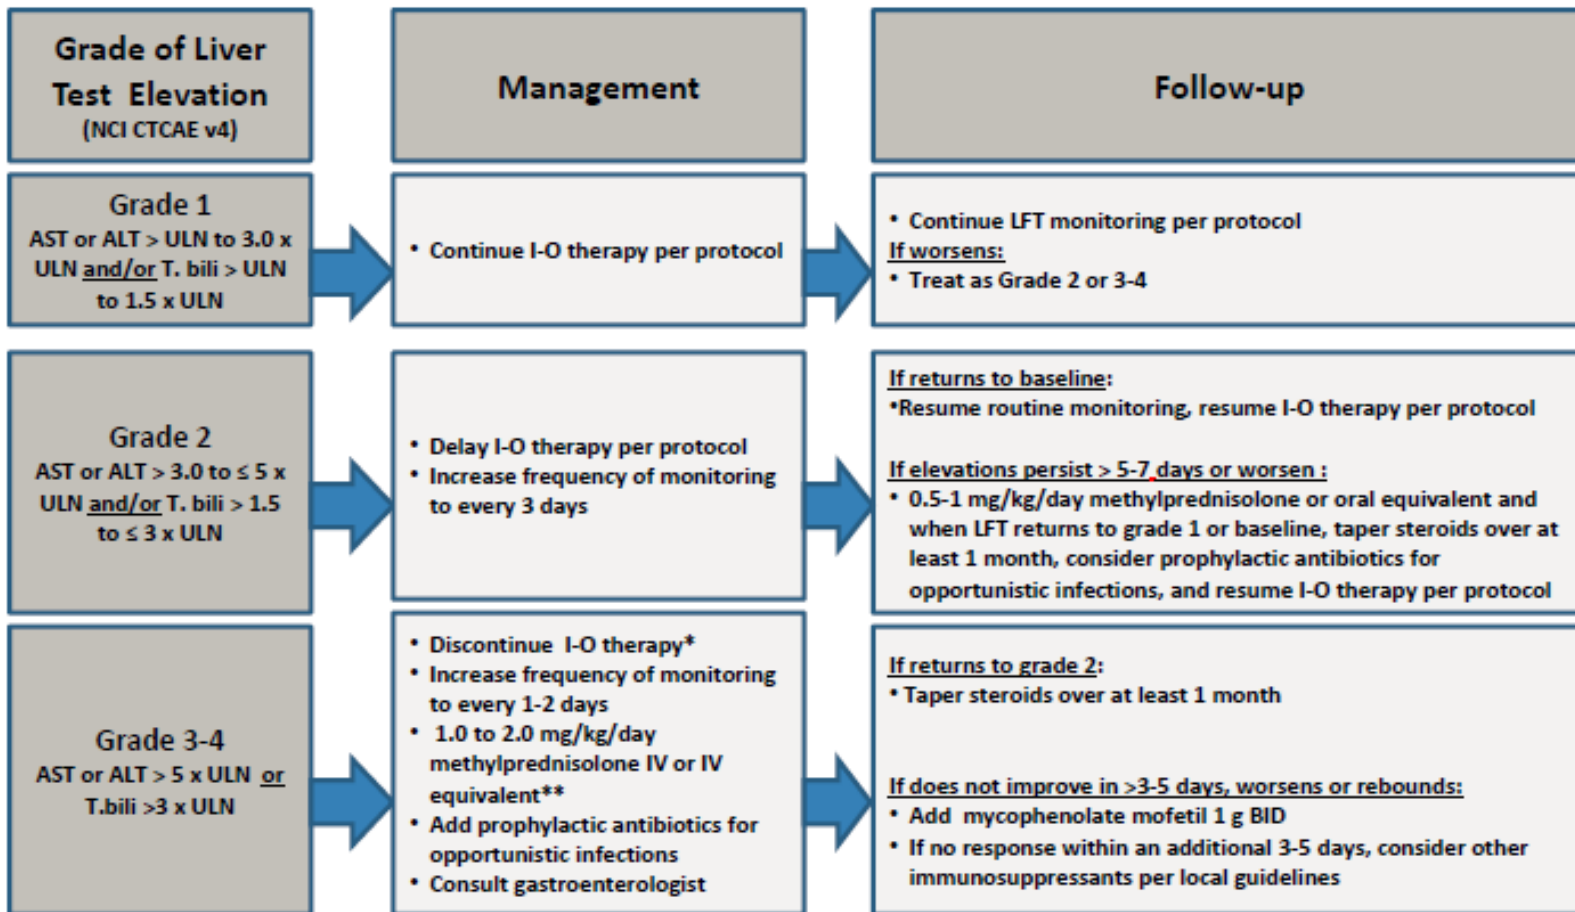 Grade of Liver
Test Elevation
(NCI CTCAE v4)
Management
Follow-up
Grade 1
AST or ALT > ULN to 3.0 x
ULN and/or T. bili > ULN
to 1.5 x ULN
• Continue I-O therapy per protocol
• Continue LFT monitoring per protocol
If worsens:
• Treat as Grade 2 or 3-4
Grade 2
AST or ALT > 3.0 to ≤ 5 x
ULN and/or T. bili > 1.5
to ≤ 3 x ULN
• Delay I-O therapy per protocol
• Increase frequency of monitoring
to every 3 days
If returns to baseline:
•Resume routine monitoring, resume I-O therapy per protocol
If elevations persist > 5-7 days or worsen :
• 0.5-1 mg/kg/day methylprednisolone or oral equivalent and
when LFT returns to grade 1 or baseline, taper steroids over at
least 1 month, consider prophylactic antibiotics for
opportunistic infections, and resume I-O therapy per protocol
Grade 3-4
AST or ALT > 5 x ULN or
T.bili >3 x ULN
• Discontinue I-O therapy*
• Increase frequency of monitoring
to every 1-2 days
• 1.0 to 2.0 mg/kg/day
methylprednisolone IV or IV
equivalent**
• Add prophylactic antibiotics for
opportunistic infections
• Consult gastroenterologist
If returns to grade 2:
• Taper steroids over at least 1 month
If does not improve in >3-5 days, worsens or rebounds:
• Add mycophenolate mofetil 1 g BID
• If no response within an additional 3-5 days, consider other
immunosuppressants per local guidelines